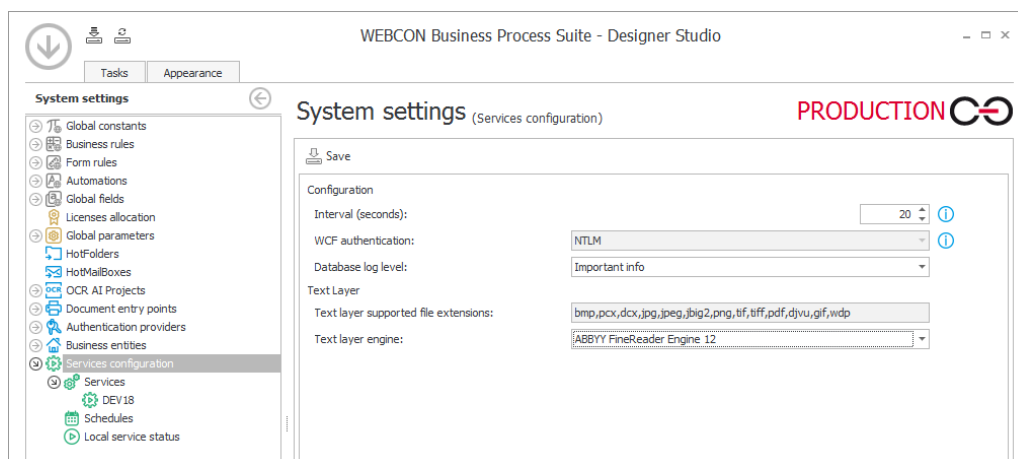 WEBCON Business Process Suite - Designer Studio
Tasks
Appearance
System settings
Global constants
Business rules
Form rules
Automations
Global fields
Licenses allocation
Global parameters
HotFolders
HotMailBoxes
OCR AI Projects
Document entry points
Authentication providers
Business entities
Services configuration
Services
DEV18
Schedules
Local service status
System settings (Services configuration)
PRODUCTION
Save
Configuration
Interval (seconds): 20
WCF authentication: NTLM
Database log level: Important info
Text Layer
Text layer supported file extensions: bmp,pcx,dcx,jpg,jpeg,jbig2,png,tif,tiff,pdf,djvu,gif,wdp
Text layer engine: ABBYY FineReader Engine 12